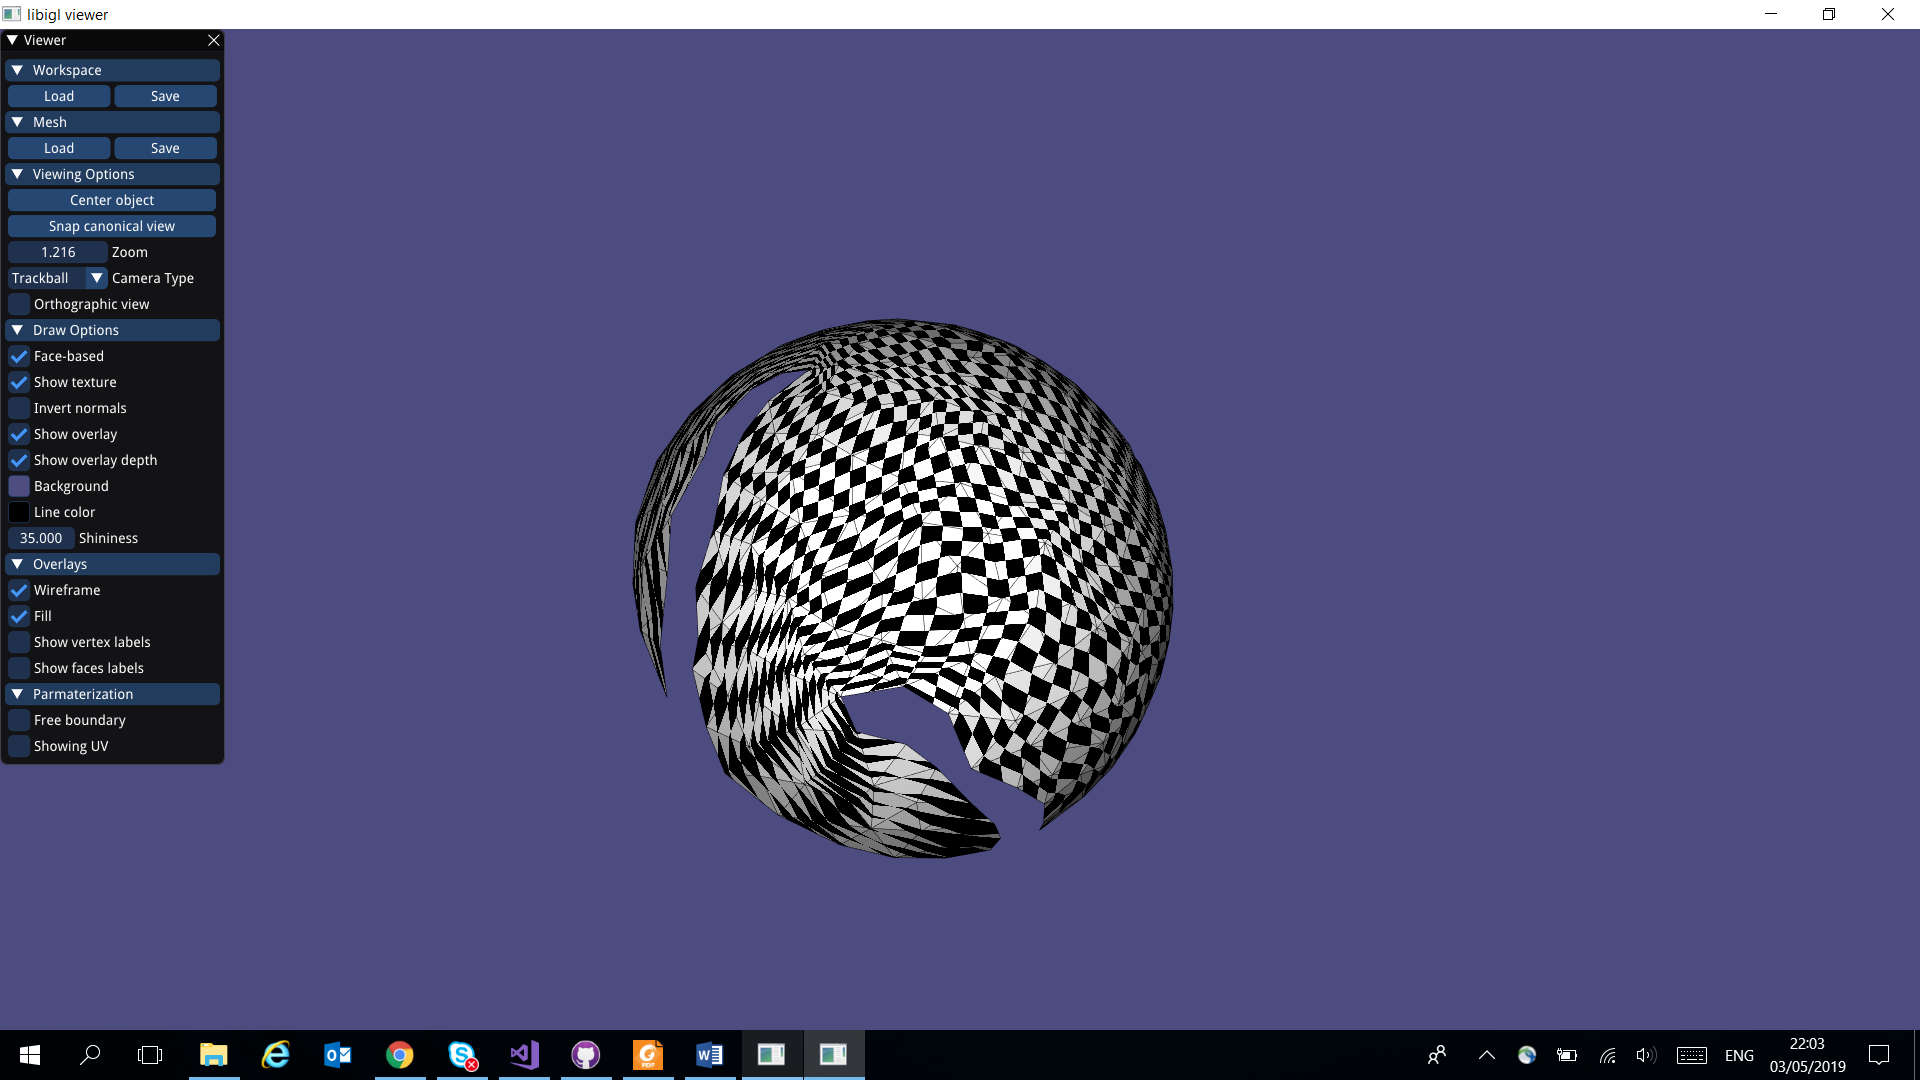 libigl viewer
Viewer
Workspace
Load Save
Mesh
Load Save
Viewing Options
Center object
Snap canonical view
1.216 Zoom
Trackball Camera Type
Orthographic view
Draw Options
Face-based
Show texture
Invert normals
Show overlay
Show overlay depth
Background
Line color
35.000 Shininess
Overlays
Wireframe
Fill
Show vertex labels
Show faces labels
Parmaterization
Free boundary
Showing UV
PDF
ENG
22:03
03/05/2019